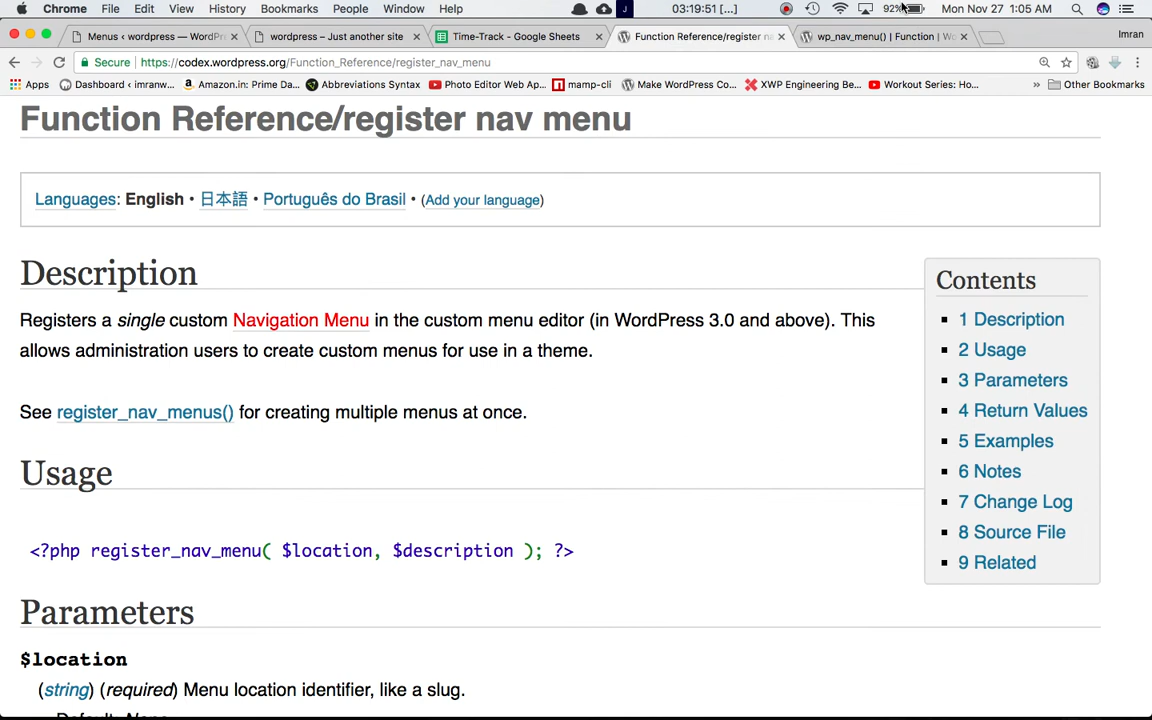 Chrome File Edit View History Bookmarks People Window Help 03:19:51 [...] 92% Mon Nov 27 1:05 AM
Menus ‹ wordpress — WordPr wordpress – Just another site Time-Track - Google Sheets Function Reference/register n wp_nav_menu() | Function | Wo Imran
Secure https://codex.wordpress.org/Function_Reference/register_nav_menu
Apps Dashboard ‹ imranw... Amazon.in: Prime Da... Abbreviations Syntax Photo Editor Web Ap... mamp-cli Make WordPress Co... XWP Engineering Be... Workout Series: Ho... » Other Bookmarks
Function Reference/register nav menu
Languages: English • 日本語 • Português do Brasil • (Add your language)
Description
Registers a single custom Navigation Menu in the custom menu editor (in WordPress 3.0 and above). This
allows administration users to create custom menus for use in a theme.
See register_nav_menus() for creating multiple menus at once.
Usage
<?php register_nav_menu( $location, $description ); ?>
Parameters
$location
(string) (required) Menu location identifier, like a slug.
Default: None
Contents
1 Description
2 Usage
3 Parameters
4 Return Values
5 Examples
6 Notes
7 Change Log
8 Source File
9 Related